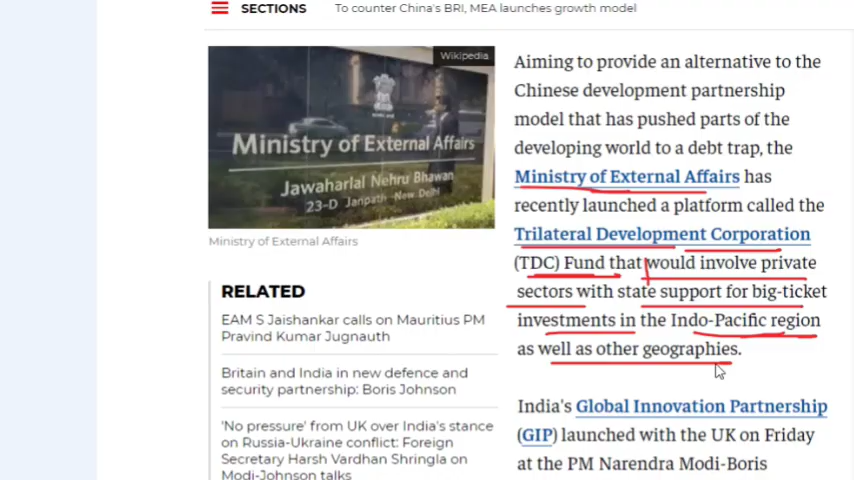 SECTIONS
To counter China's BRI, MEA launches growth model
Wikipedia
Ministry of External Affairs
Jawaharlal Nehru Bhawan
23-D Janpath New Delhi
Ministry of External Affairs
RELATED
EAM S Jaishankar calls on Mauritius PM
Pravind Kumar Jugnauth
Britain and India in new defence and
security partnership: Boris Johnson
'No pressure' from UK over India's stance
on Russia-Ukraine conflict: Foreign
Secretary Harsh Vardhan Shringla on
Modi-Johnson talks
Aiming to provide an alternative to the
Chinese development partnership
model that has pushed parts of the
developing world to a debt trap, the
Ministry of External Affairs has
recently launched a platform called the
Trilateral Development Corporation
(TDC) Fund that would involve private
sectors with state support for big-ticket
investments in the Indo-Pacific region
as well as other geographies.
India's Global Innovation Partnership
(GIP) launched with the UK on Friday
at the PM Narendra Modi-Boris